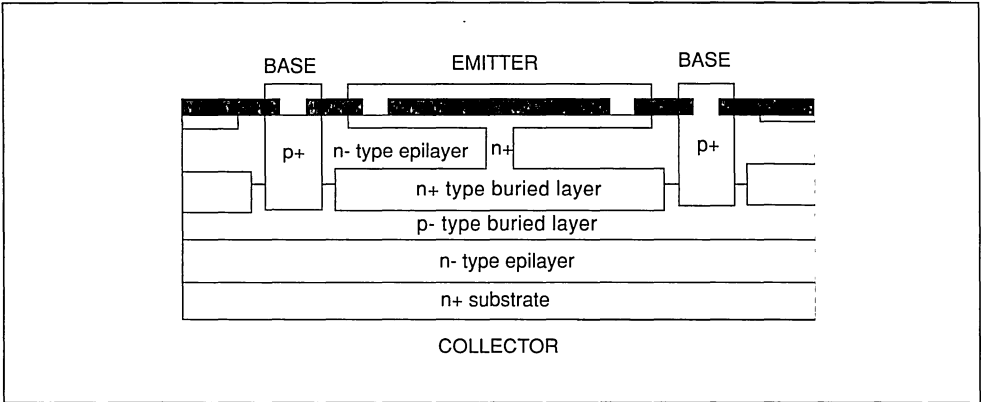 BASE
EMITTER
BASE
p+
n- type epilayer
n+
p+
n+ type buried layer
p- type buried layer
n- type epilayer
n+ substrate
COLLECTOR